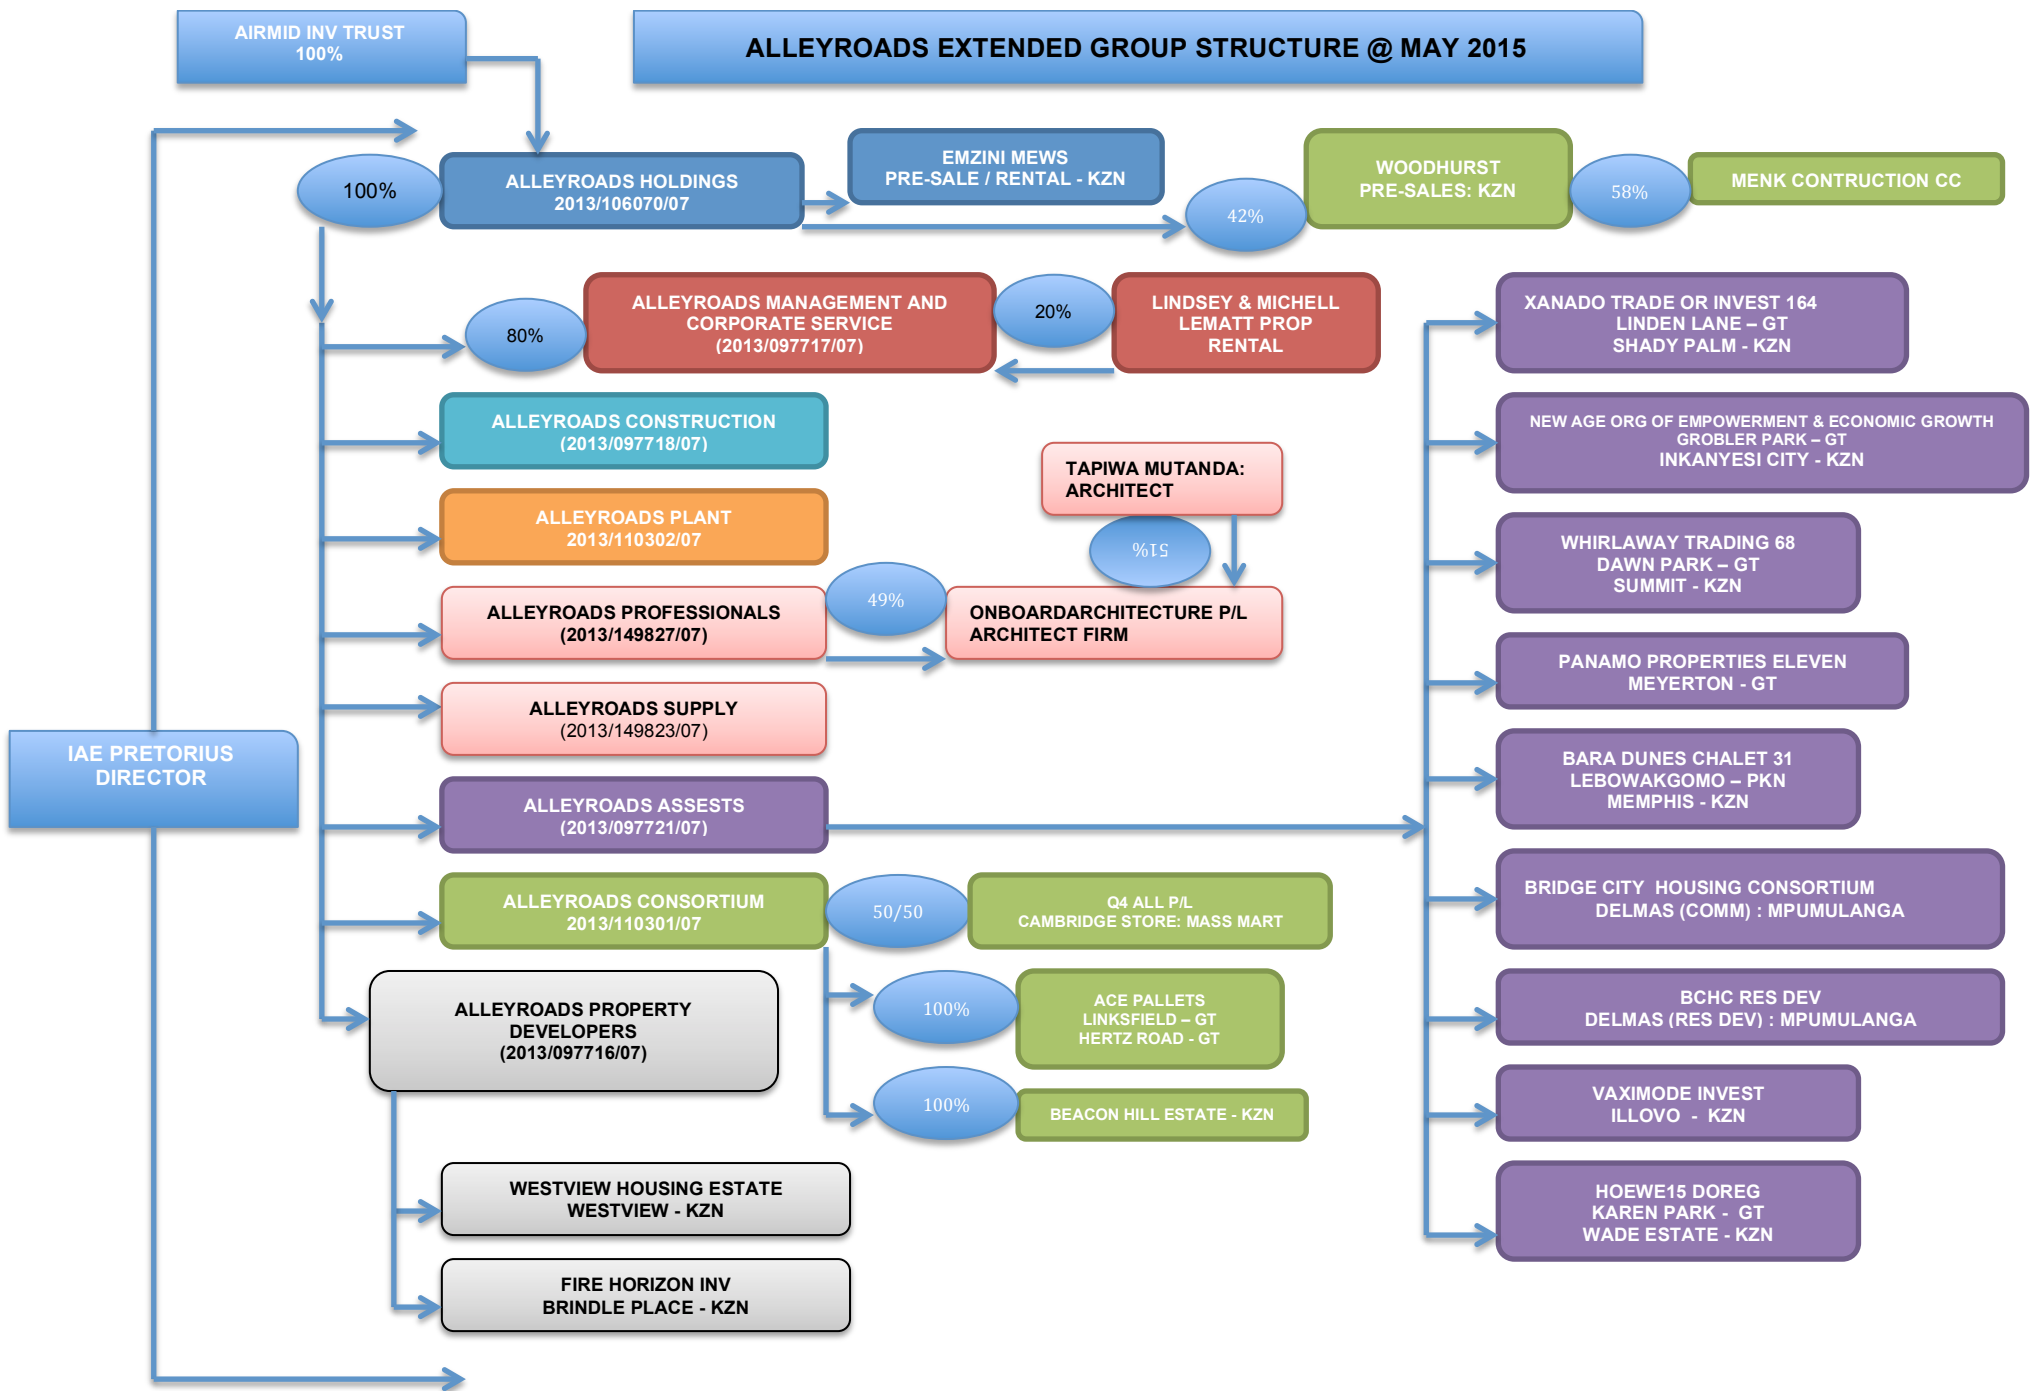 AIRMID INV TRUST
100%
ALLEYROADS EXTENDED GROUP STRUCTURE @ MAY 2015
100%
ALLEYROADS HOLDINGS
2013/106070/07
EMZINI MEWS
PRE-SALE / RENTAL - KZN
42%
WOODHURST
PRE-SALES: KZN
58%
MENK CONTRUCTION CC
80%
ALLEYROADS MANAGEMENT AND
CORPORATE SERVICE
(2013/097717/07)
20%
LINDSEY & MICHELL
LEMATT PROP
RENTAL
ALLEYROADS CONSTRUCTION
(2013/097718/07)
ALLEYROADS PLANT
2013/110302/07
TAPIWA MUTANDA:
ARCHITECT
51%
ALLEYROADS PROFESSIONALS
(2013/149827/07)
49%
ONBOARDARCHITECTURE P/L
ARCHITECT FIRM
ALLEYROADS SUPPLY
(2013/149823/07)
IAE PRETORIUS
DIRECTOR
ALLEYROADS ASSESTS
(2013/097721/07)
ALLEYROADS CONSORTIUM
2013/110301/07
50/50
Q4 ALL P/L
CAMBRIDGE STORE: MASS MART
100%
ACE PALLETS
LINKSFIELD – GT
HERTZ ROAD - GT
100%
BEACON HILL ESTATE - KZN
ALLEYROADS PROPERTY
DEVELOPERS
(2013/097716/07)
WESTVIEW HOUSING ESTATE
WESTVIEW - KZN
FIRE HORIZON INV
BRINDLE PLACE - KZN
XANADO TRADE OR INVEST 164
LINDEN LANE – GT
SHADY PALM - KZN
NEW AGE ORG OF EMPOWERMENT & ECONOMIC GROWTH
GROBLER PARK – GT
INKANYESI CITY - KZN
WHIRLAWAY TRADING 68
DAWN PARK – GT
SUMMIT - KZN
PANAMO PROPERTIES ELEVEN
MEYERTON - GT
BARA DUNES CHALET 31
LEBOWAKGOMO – PKN
MEMPHIS - KZN
BRIDGE CITY HOUSING CONSORTIUM
DELMAS (COMM) : MPUMULANGA
BCHC RES DEV
DELMAS (RES DEV) : MPUMULANGA
VAXIMODE INVEST
ILLOVO - KZN
HOEWE15 DOREG
KAREN PARK - GT
WADE ESTATE - KZN